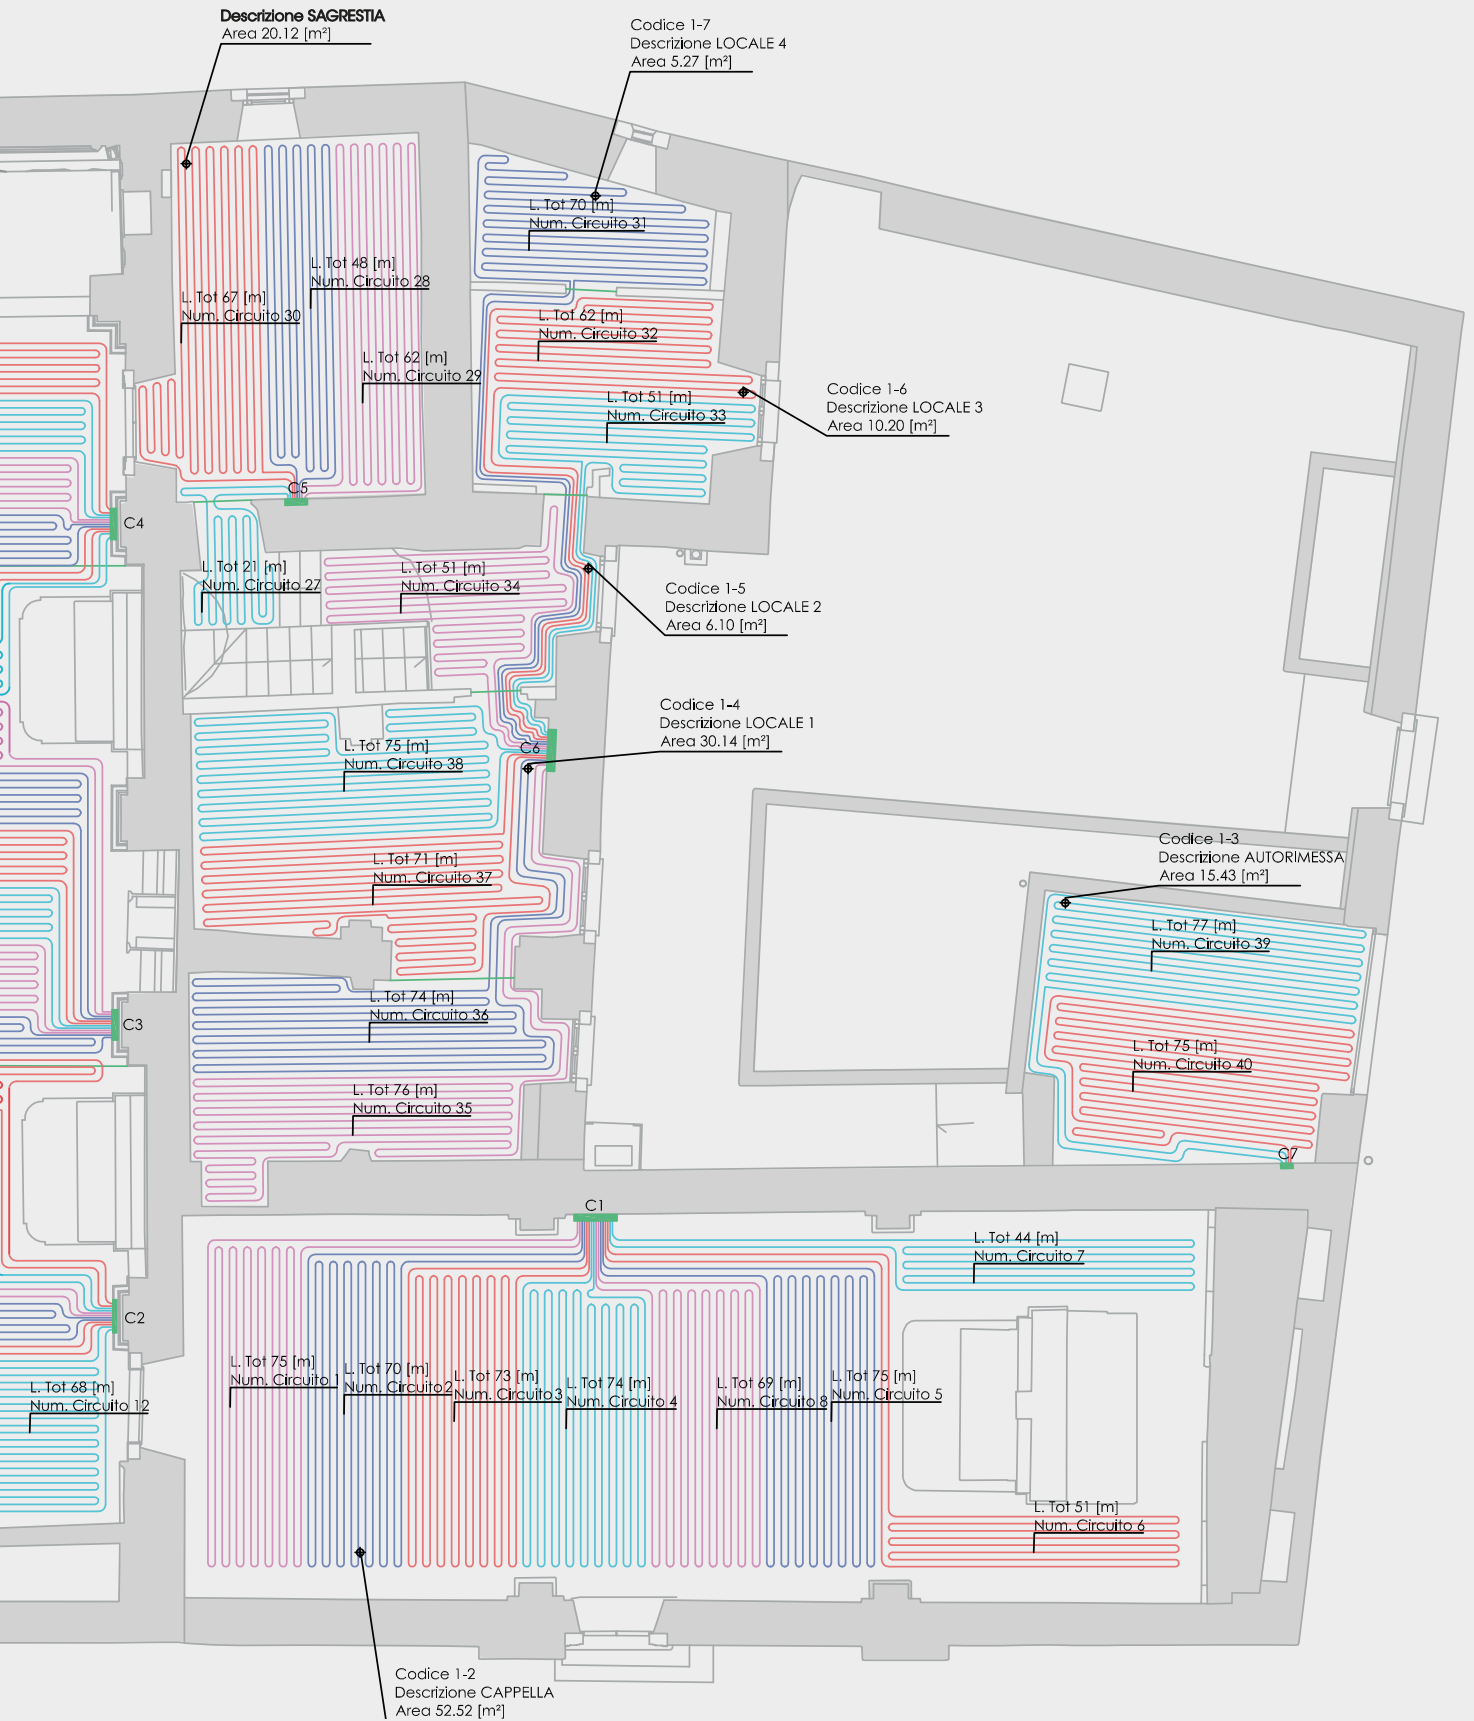 Descrizione SAGRESTIA
Area 20.12 [m²]
Codice 1-7
Descrizione LOCALE 4
Area 5.27 [m²]
L. Tot 70 [m]
Num. Circuito 31
L. Tot 48 [m]
Num. Circuito 28
L. Tot 67 [m]
Num. Circuito 30
L. Tot 62 [m]
Num. Circuito 32
L. Tot 62 [m]
Num. Circuito 29
L. Tot 51 [m]
Num. Circuito 33
Codice 1-6
Descrizione LOCALE 3
Area 10.20 [m²]
C5
C4
L. Tot 21 [m]
Num. Circuito 27
L. Tot 51 [m]
Num. Circuito 34
Codice 1-5
Descrizione LOCALE 2
Area 6.10 [m²]
Codice 1-4
Descrizione LOCALE 1
Area 30.14 [m²]
C6
L. Tot 75 [m]
Num. Circuito 38
L. Tot 71 [m]
Num. Circuito 37
Codice 1-3
Descrizione AUTORIMESSA
Area 15.43 [m²]
L. Tot 77 [m]
Num. Circuito 39
L. Tot 74 [m]
Num. Circuito 36
C3
L. Tot 75 [m]
Num. Circuito 40
L. Tot 76 [m]
Num. Circuito 35
C7
C1
L. Tot 44 [m]
Num. Circuito 7
C2
L. Tot 68 [m]
Num. Circuito 12
L. Tot 75 [m]
Num. Circuito 1
L. Tot 70 [m]
Num. Circuito 2
L. Tot 73 [m]
Num. Circuito 3
L. Tot 74 [m]
Num. Circuito 4
L. Tot 69 [m]
Num. Circuito 8
L. Tot 75 [m]
Num. Circuito 5
L. Tot 51 [m]
Num. Circuito 6
Codice 1-2
Descrizione CAPPELLA
Area 52.52 [m²]